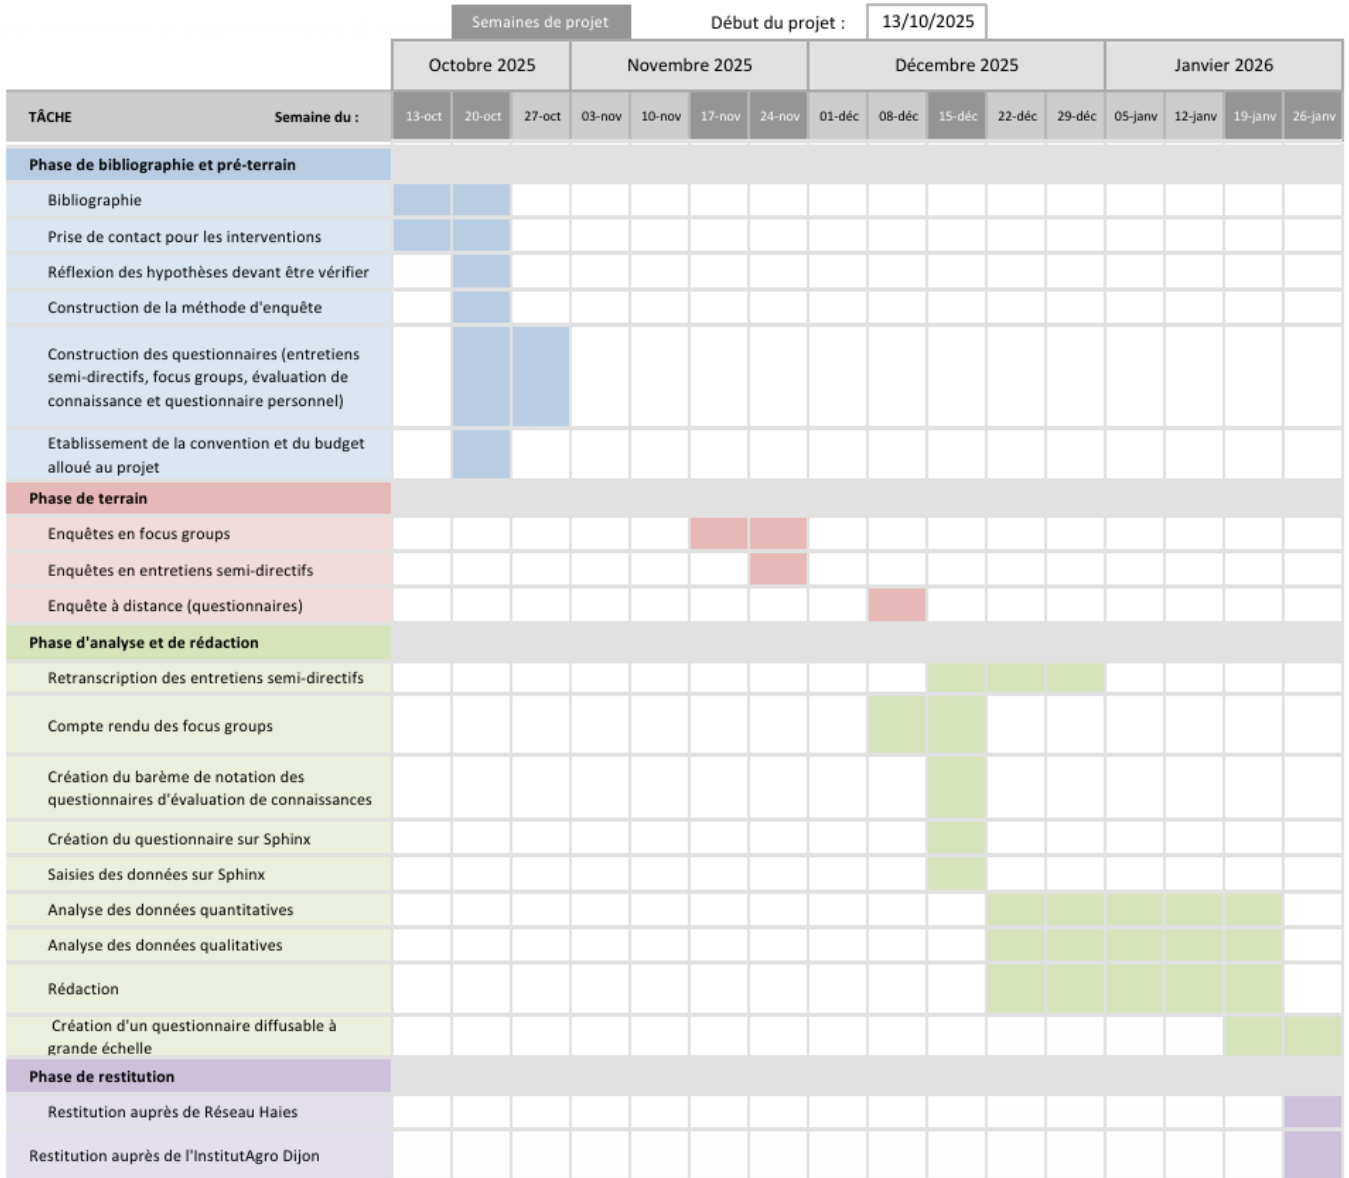 Semaines de projet Début du projet : 13/10/2025
Octobre 2025 Novembre 2025 Décembre 2025 Janvier 2026
TÂCHE Semaine du : 13-oct 20-oct 27-oct 03-nov 10-nov 17-nov 24-nov 01-déc 08-déc 15-déc 22-déc 29-déc 05-janv 12-janv 19-janv 26-janv
Phase de bibliographie et pré-terrain
Bibliographie
Prise de contact pour les interventions
Réflexion des hypothèses devant être vérifier
Construction de la méthode d'enquête
Construction des questionnaires (entretiens
semi-directifs, focus groups, évaluation de
connaissance et questionnaire personnel)
Etablissement de la convention et du budget
alloué au projet
Phase de terrain
Enquêtes en focus groups
Enquêtes en entretiens semi-directifs
Enquête à distance (questionnaires)
Phase d'analyse et de rédaction
Retranscription des entretiens semi-directifs
Compte rendu des focus groups
Création du barème de notation des
questionnaires d'évaluation de connaissances
Création du questionnaire sur Sphinx
Saisies des données sur Sphinx
Analyse des données quantitatives
Analyse des données qualitatives
Rédaction
Création d'un questionnaire diffusable à
grande échelle
Phase de restitution
Restitution auprès de Réseau Haies
Restitution auprès de l'InstitutAgro Dijon